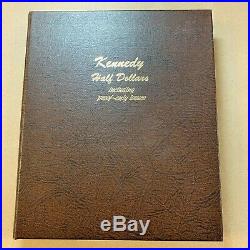 Kennedy
Half Dollars
including
proof-only issues